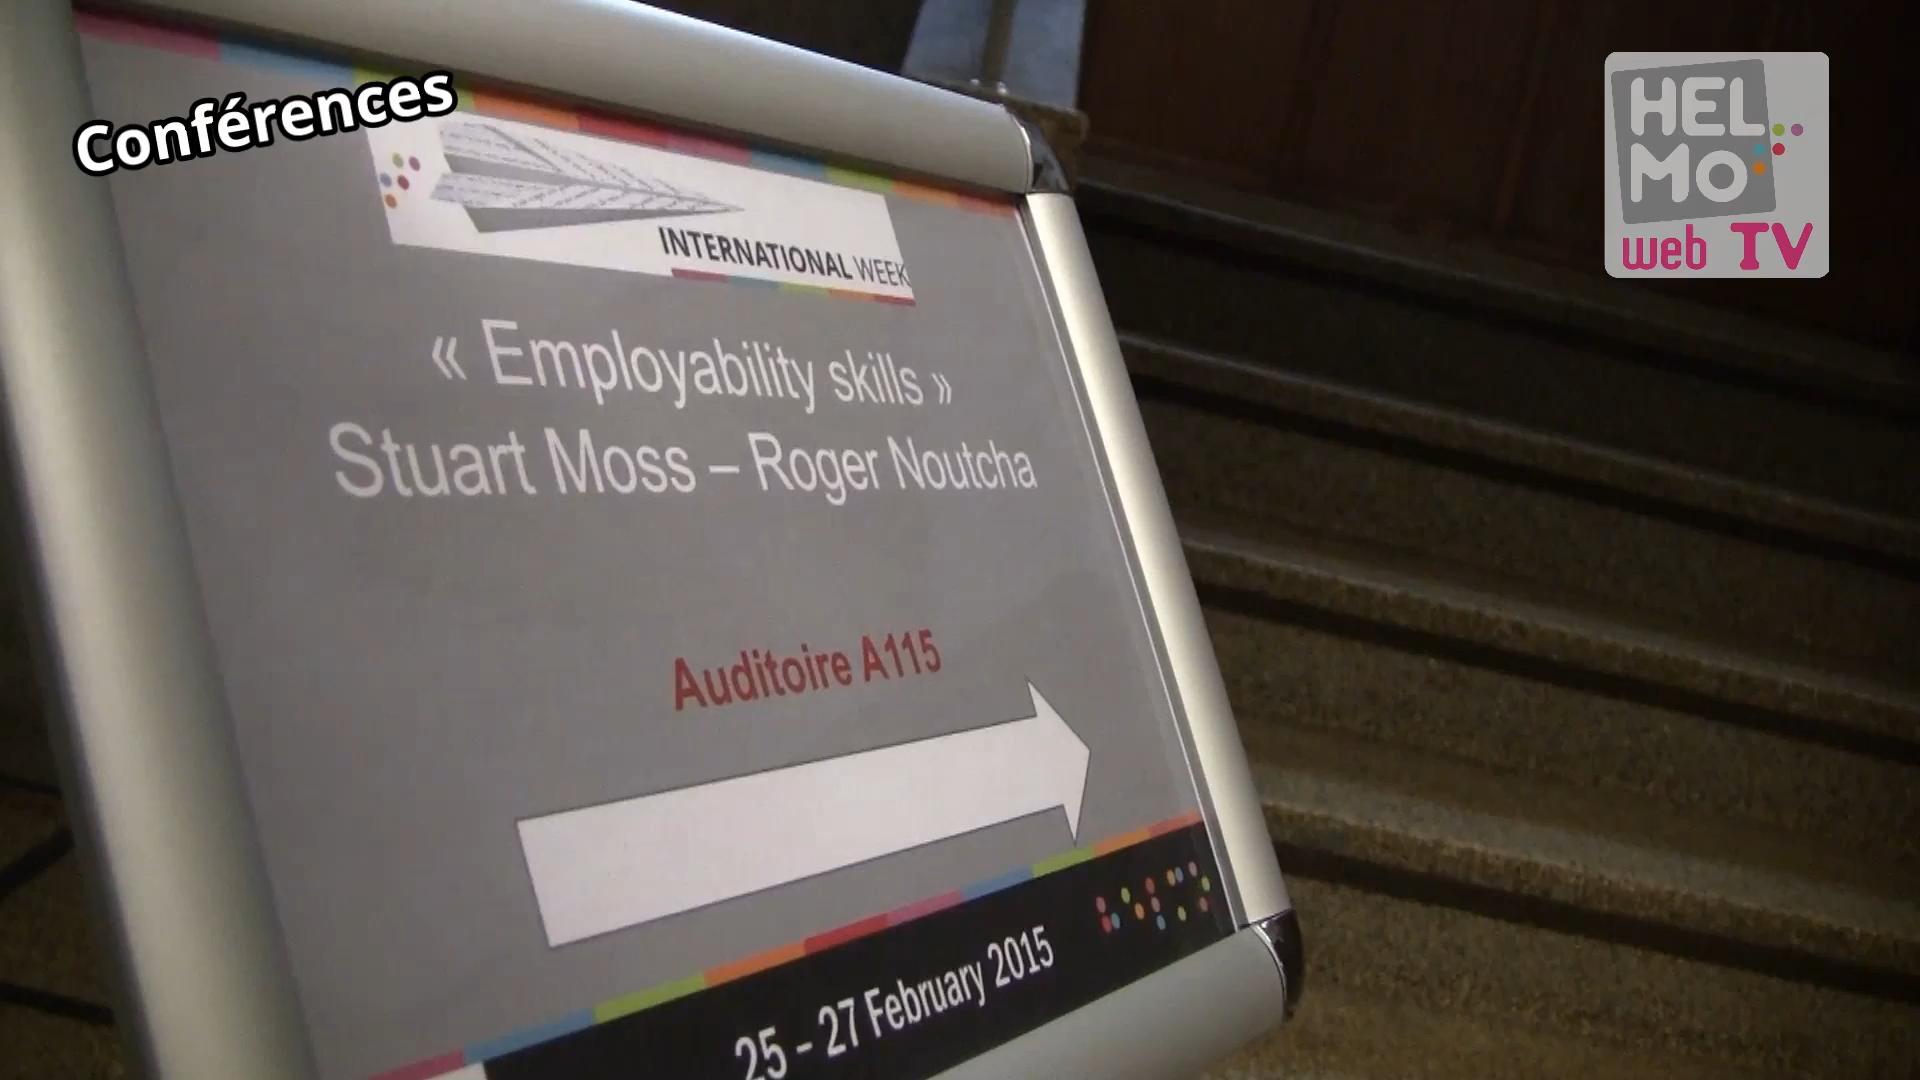 Conférences
HEL
MO
web TV
INTERNATIONAL WEEK
« Employability skills »
Stuart Moss – Roger Noutcha
Auditoire A115
25 – 27 February 2015